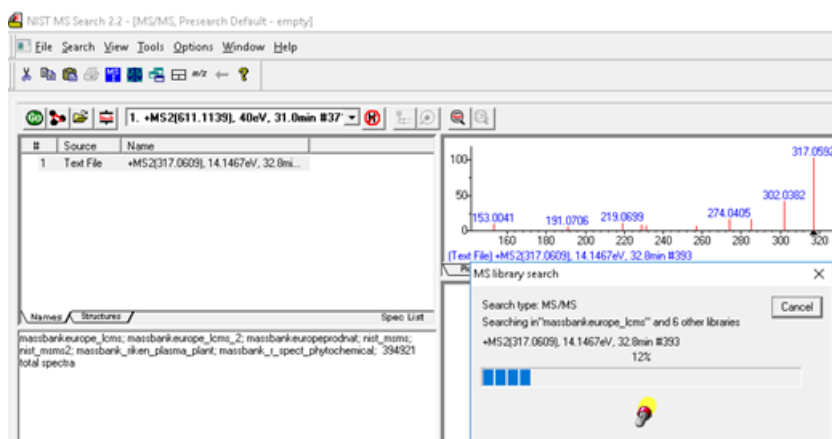 NIST MS Search 2.2 - [MS/MS, Presearch Default - empty]
File Search View Tools Options Window Help
m/z
GO
1. +MS2(611.1139), 40eV, 31.0min #37
# Source Name
1 Text File +MS2(317.0609), 14.1467eV, 32.8mi...
Names Structures Spec List
massbankeurope_lcms; massbankeurope_lcms_2; massbankeuropeprodnat; nist_msms;
nist_msms2; massbank_riken_plasma_plant; massbank_r_spect_phytochemical; 394921
total spectra
317.0592
100
302.0382
50
274.0405
219.0699
191.0706
153.0041
0
160 180 200 220 240 260 280 300 320
(Text File) +MS2(317.0609), 14.1467eV, 32.8min #393
MS library search
Search type: MS/MS
Cancel
Searching in"massbankeurope_lcms" and 6 other libraries
+MS2(317.0609), 14.1467eV, 32.8min #393
12%